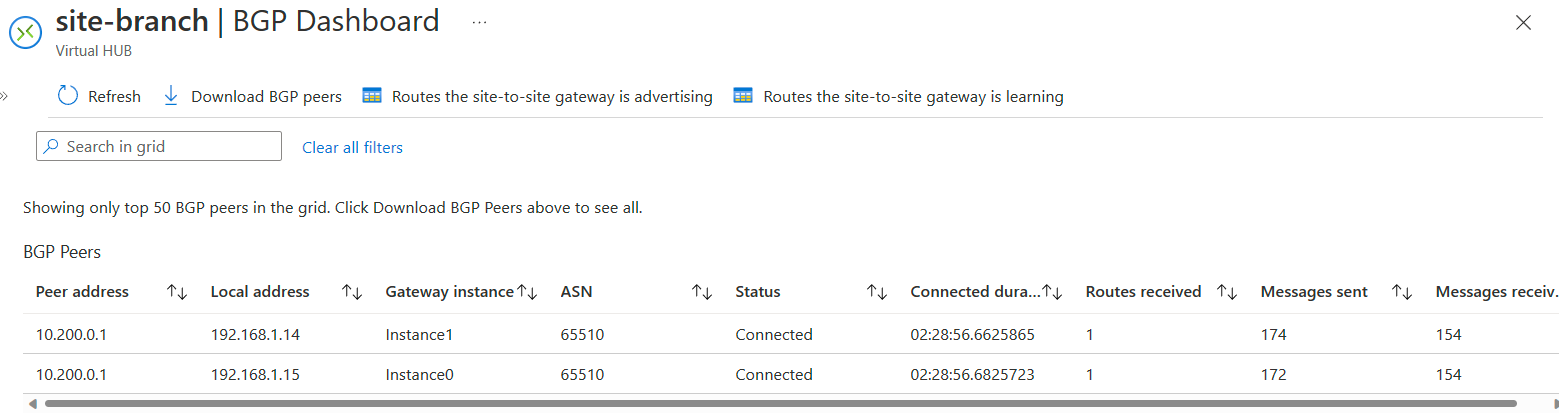 site-branch | BGP Dashboard ...
Virtual HUB
Refresh Download BGP peers Routes the site-to-site gateway is advertising Routes the site-to-site gateway is learning
Search in grid Clear all filters
Showing only top 50 BGP peers in the grid. Click Download BGP Peers above to see all.
BGP Peers
Peer address Local address Gateway instance ASN Status Connected dura... Routes received Messages sent Messages receiv.
10.200.0.1 192.168.1.14 Instance1 65510 Connected 02:28:56.6625865 1 174 154
10.200.0.1 192.168.1.15 Instance0 65510 Connected 02:28:56.6825723 1 172 154